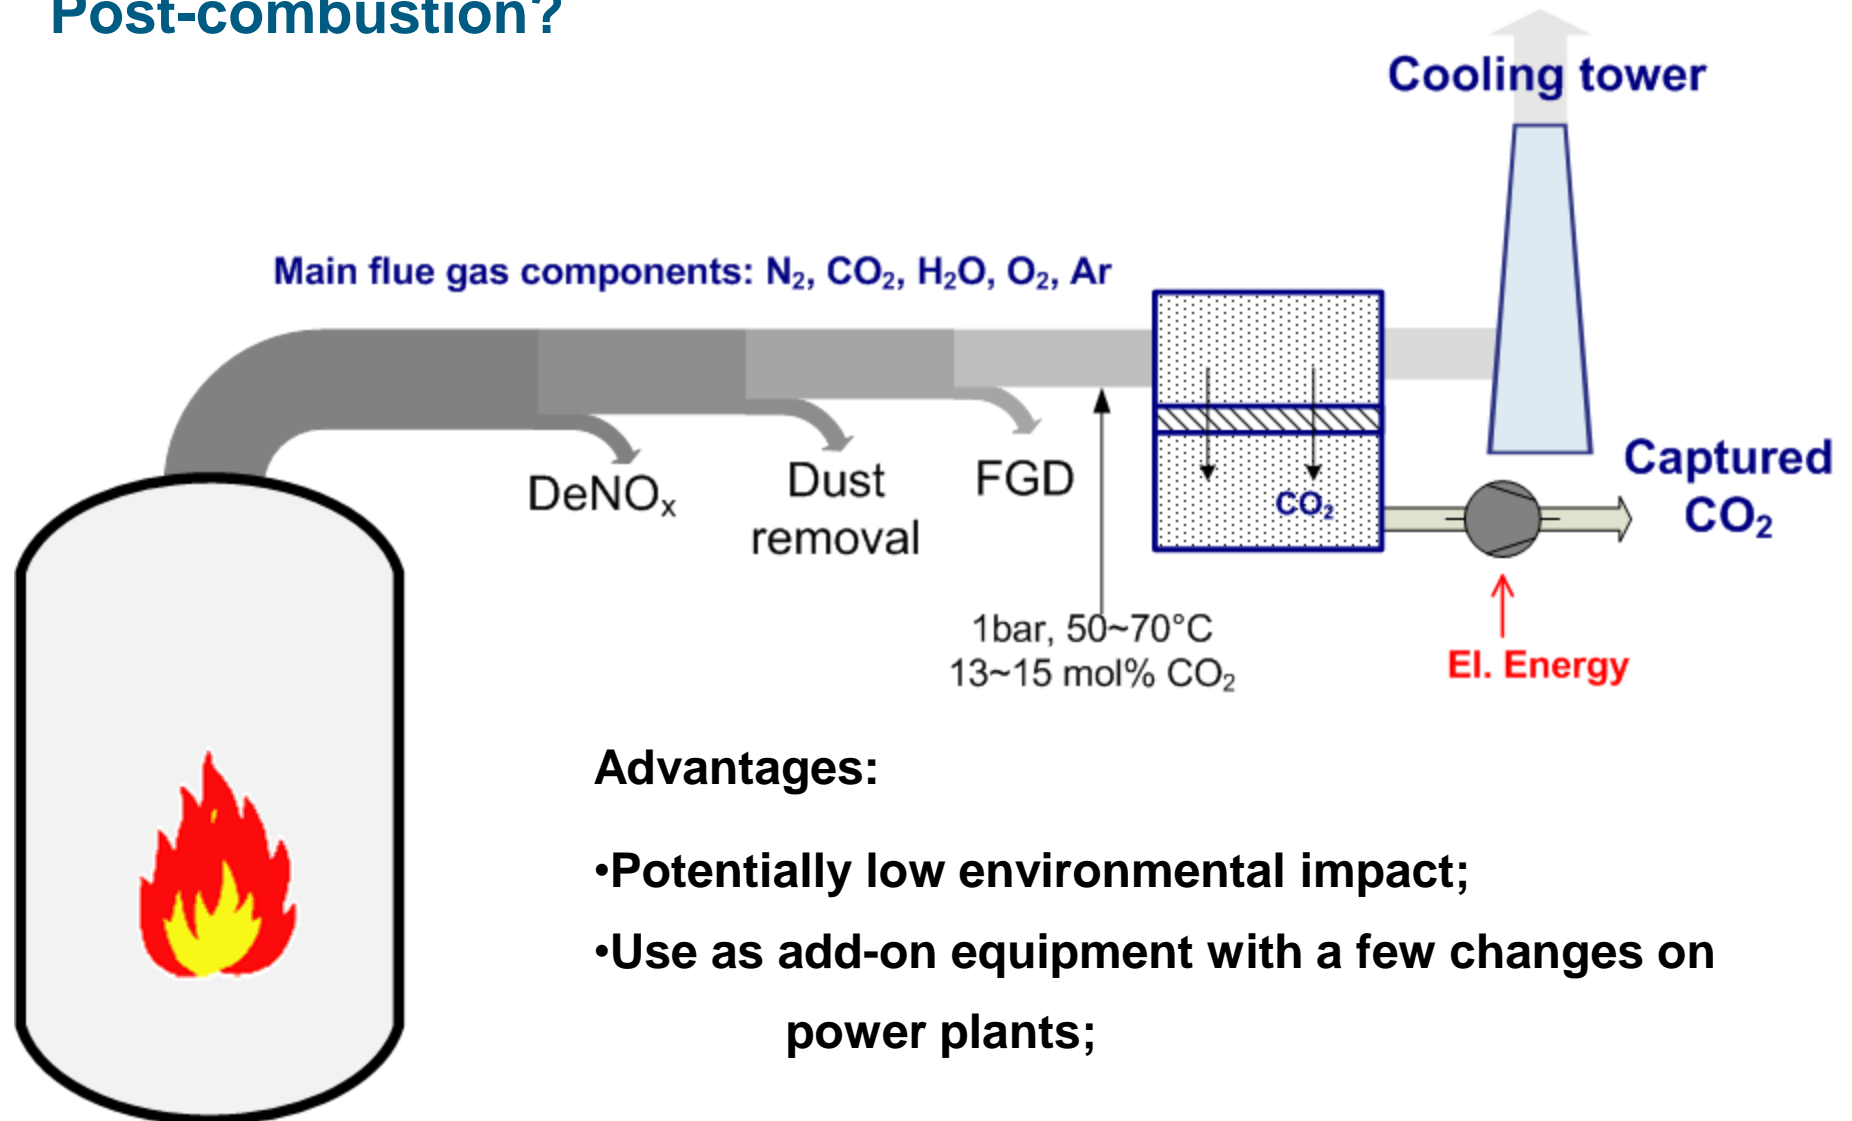 Post-combustion?
Cooling tower
Main flue gas components: N₂, CO₂, H₂O, O₂, Ar
Captured
CO₂
DeNOₓ
Dust
removal
FGD
CO₂
1bar, 50~70°C
13~15 mol% CO₂
El. Energy
Advantages:
•Potentially low environmental impact;
•Use as add-on equipment with a few changes on
power plants;